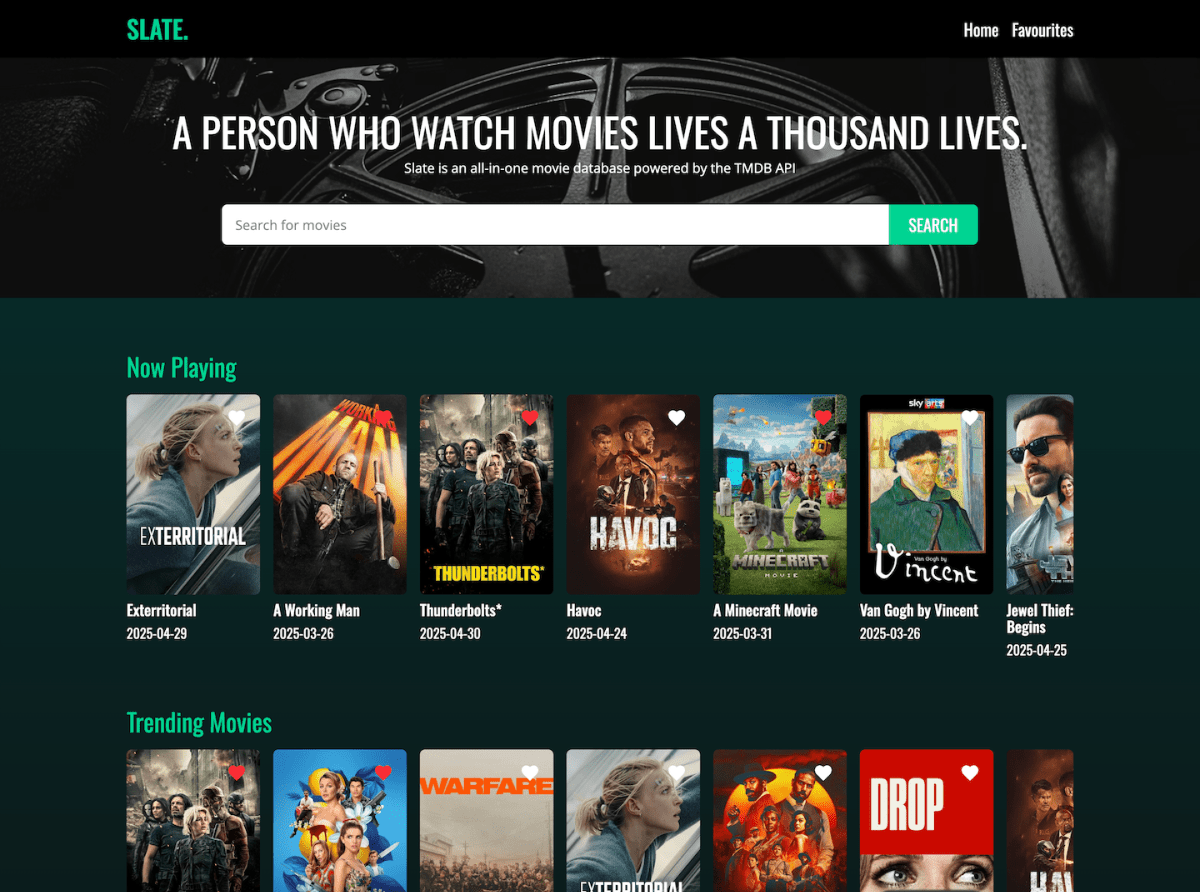 SLATE.
Home Favourites
A PERSON WHO WATCH MOVIES LIVES A THOUSAND LIVES.
Slate is an all-in-one movie database powered by the TMDB API
Search for movies SEARCH
Now Playing
WORKING
MAN
sky arts
EXTERRITORIAL
HAVOC
THUNDERBOLTS*
MINECRAFT
MOVIE
Van Gogh by
Vincent
Exterritorial A Working Man Thunderbolts* Havoc A Minecraft Movie Van Gogh by Vincent Jewel Thief:
Begins
2025-04-29 2025-03-26 2025-04-30 2025-04-24 2025-03-31 2025-03-26
2025-04-25
Trending Movies
WARFARE
DROP
EXTERRITORIAL